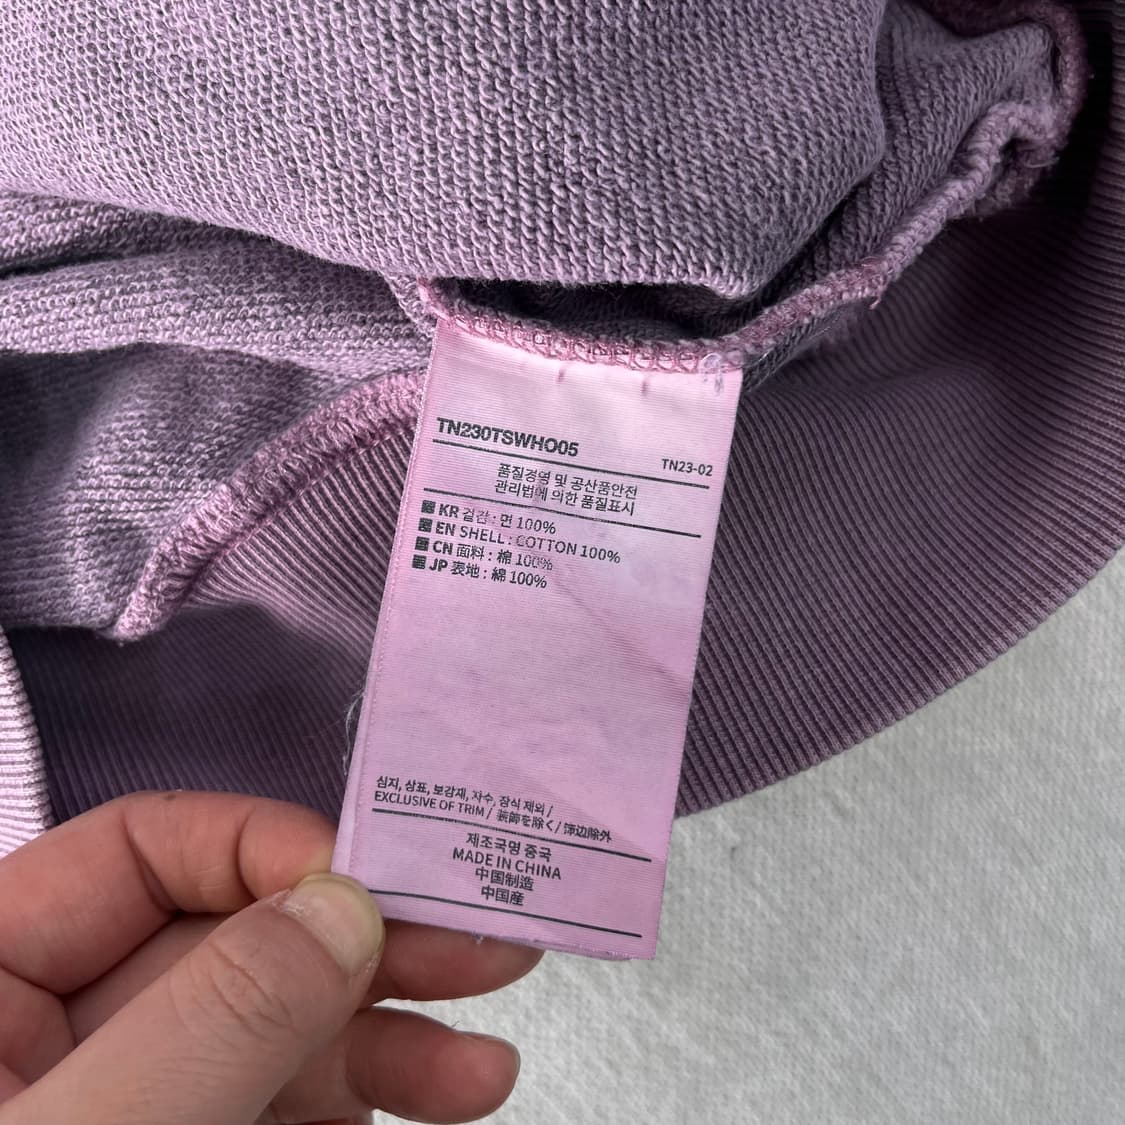 TN230TSWHO05
TN23-02
품질경영 및 공산품안전
관리법에 의한 품질표시
KR 겉감 : 면 100%
EN SHELL : COTTON 100%
CN 面料 : 棉 100%
JP 表地 : 綿 100%
심지, 상표, 보강재, 자수, 장식 제외 /
EXCLUSIVE OF TRIM / 装飾を除く / 饰边除外
제조국명 중국
MADE IN CHINA
中国制造
中国産